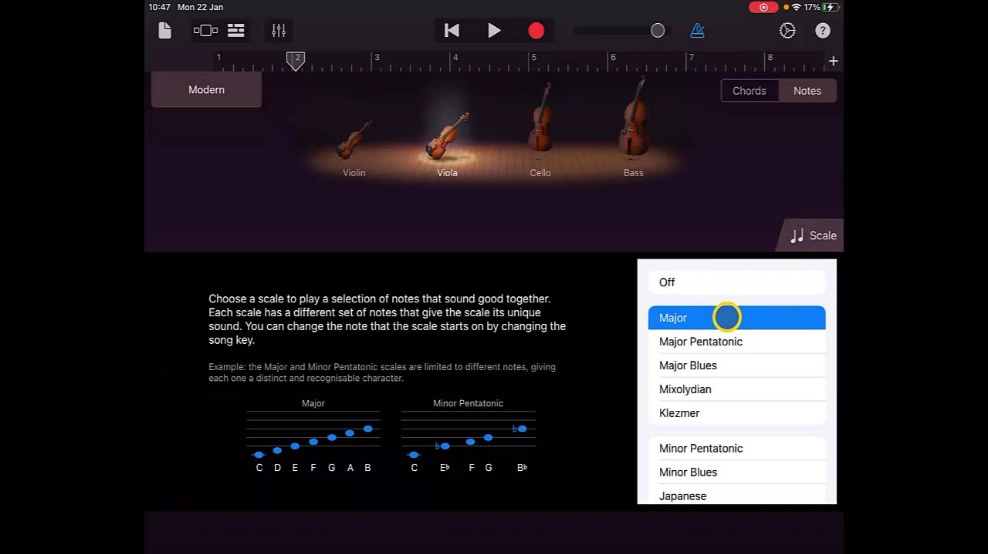 10:47 Mon 22 Jan
17%
1 2 3 4 5 6 7 8 +
Modern
Chords Notes
Violin Viola Cello Bass
Scale
Choose a scale to play a selection of notes that sound good together.
Each scale has a different set of notes that give the scale its unique
sound. You can change the note that the scale starts on by changing the
song key.
Example: the Major and Minor Pentatonic scales are limited to different notes, giving
each one a distinct and recognisable character.
Major
C D E F G A B
Minor Pentatonic
C E♭ F G B♭
Off
Major
Major Pentatonic
Major Blues
Mixolydian
Klezmer
Minor Pentatonic
Minor Blues
Japanese